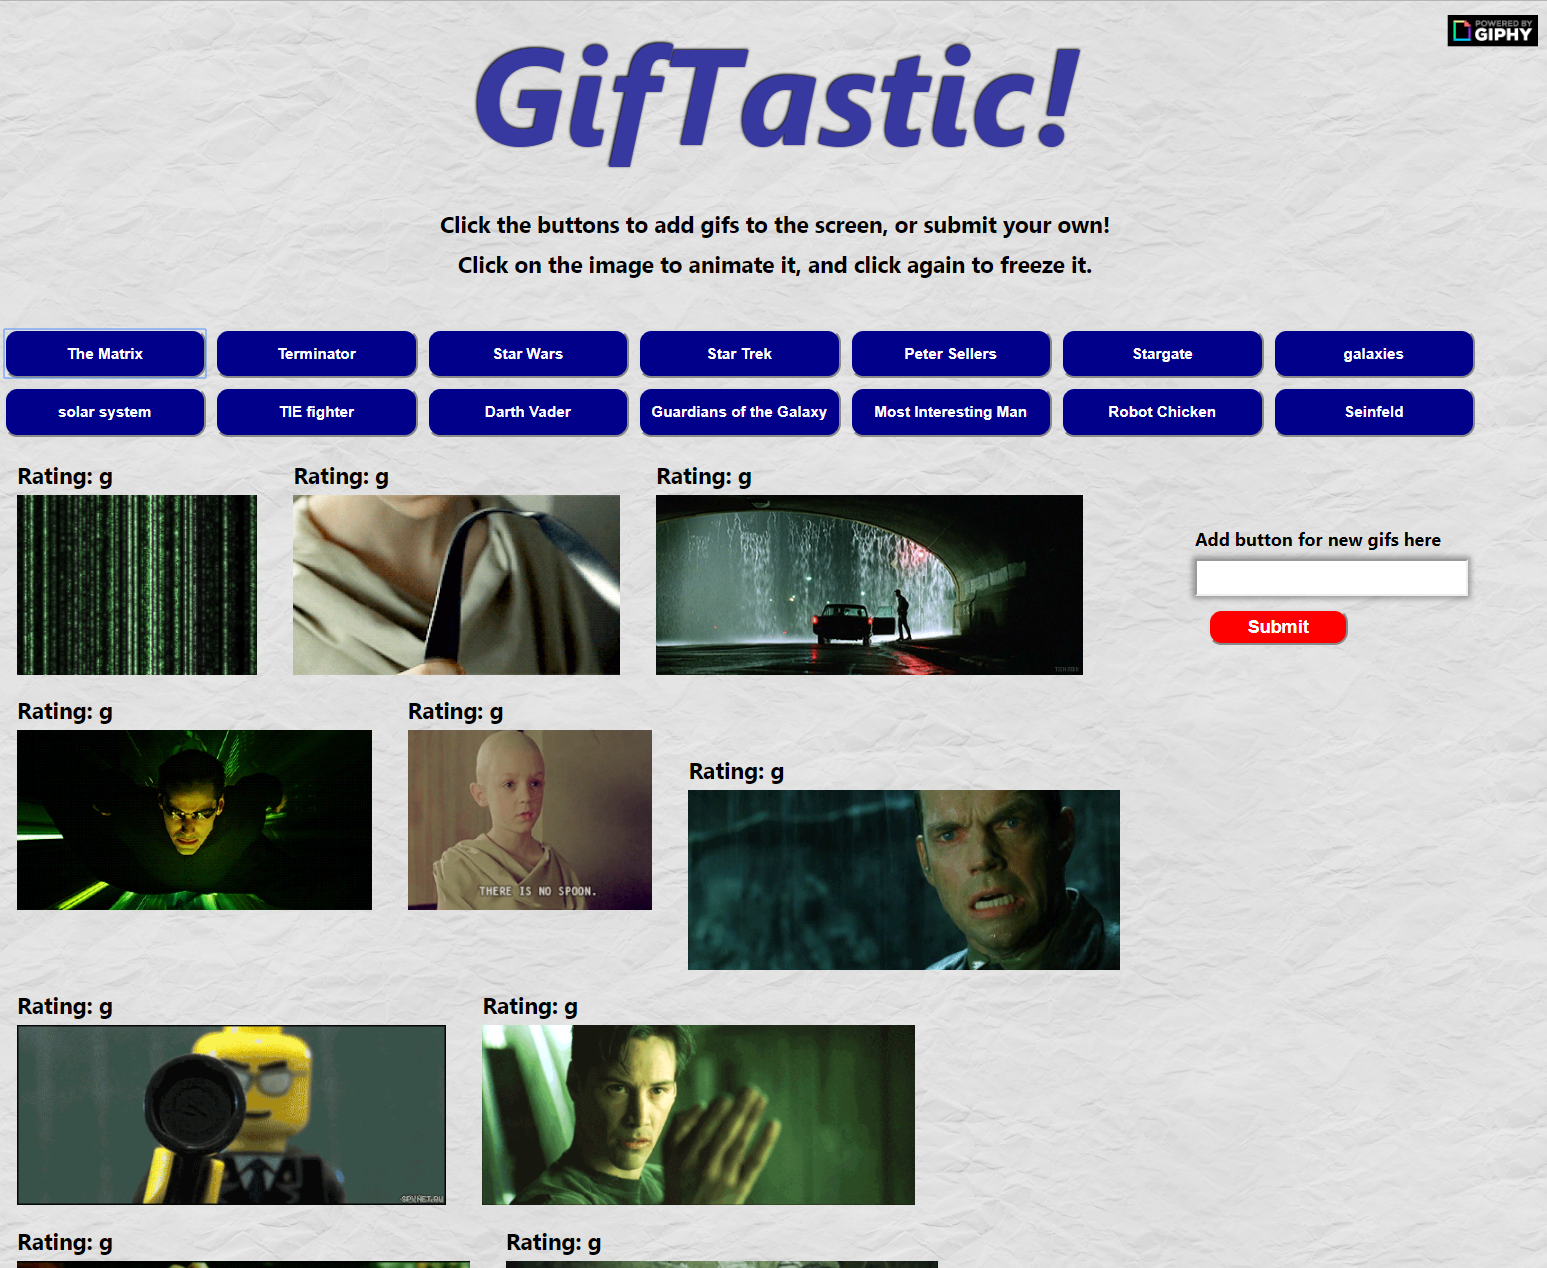 POWERED BY
GIPHY
GifTastic!
Click the buttons to add gifs to the screen, or submit your own!
Click on the image to animate it, and click again to freeze it.
The Matrix Terminator Star Wars Star Trek Peter Sellers Stargate galaxies
solar system TIE fighter Darth Vader Guardians of the Galaxy Most Interesting Man Robot Chicken Seinfeld
Rating: g Rating: g Rating: g
Add button for new gifs here
Submit
Rating: g Rating: g
Rating: g
THERE IS NO SPOON.
Rating: g Rating: g
Rating: g Rating: g